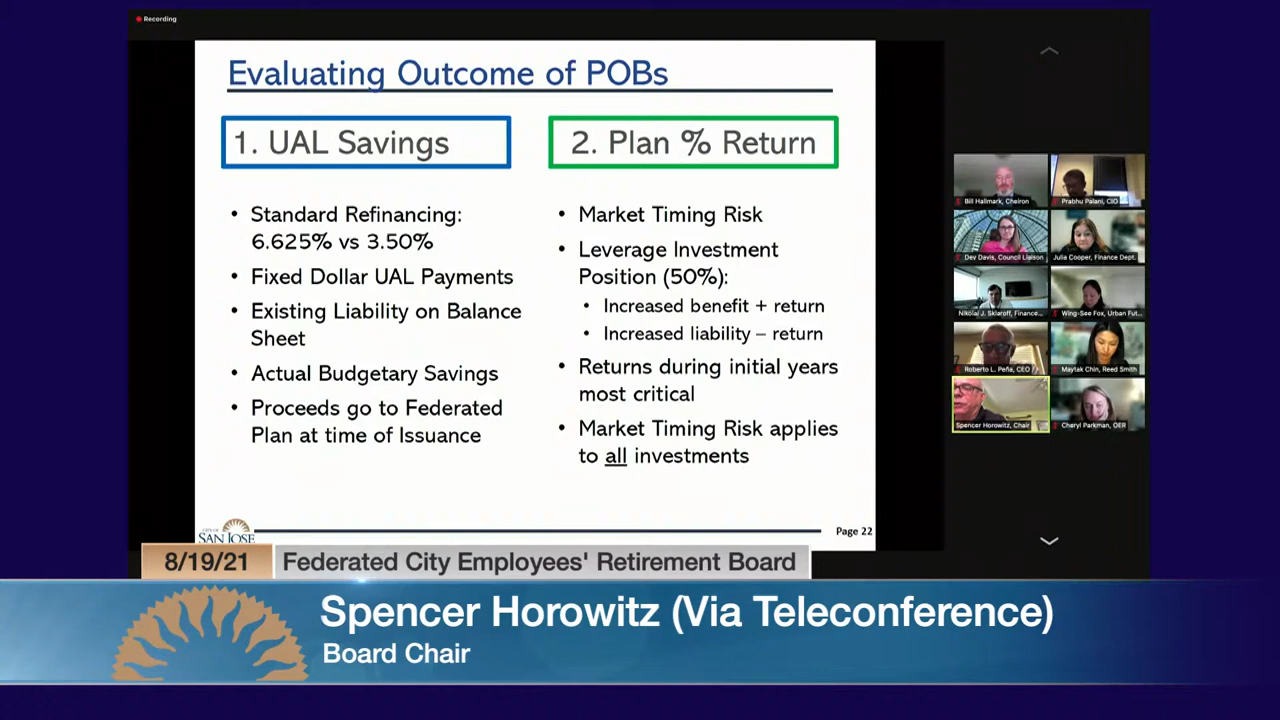 Recording
Evaluating Outcome of POBs
1. UAL Savings
• Standard Refinancing:
6.625% vs 3.50%
• Fixed Dollar UAL Payments
• Existing Liability on Balance
Sheet
• Actual Budgetary Savings
• Proceeds go to Federated
Plan at time of Issuance
2. Plan % Return
• Market Timing Risk
• Leverage Investment
Position (50%):
• Increased benefit + return
• Increased liability – return
• Returns during initial years
most critical
• Market Timing Risk applies
to all investments
CITY OF
SAN JOSE
Page 22
Bill Hallmark, Cheiron
Prabhu Palani, CIO
Dev Davis, Council Liaison
Julia Cooper, Finance Dept.
Nikolai J. Sklaroff, Finance...
Wing-See Fox, Urban Fut...
Roberto L. Peña, CEO
Maytak Chin, Reed Smith
Spencer Horowitz, Chair
Cheryl Parkman, OER
8/19/21
Federated City Employees' Retirement Board
Spencer Horowitz (Via Teleconference)
Board Chair